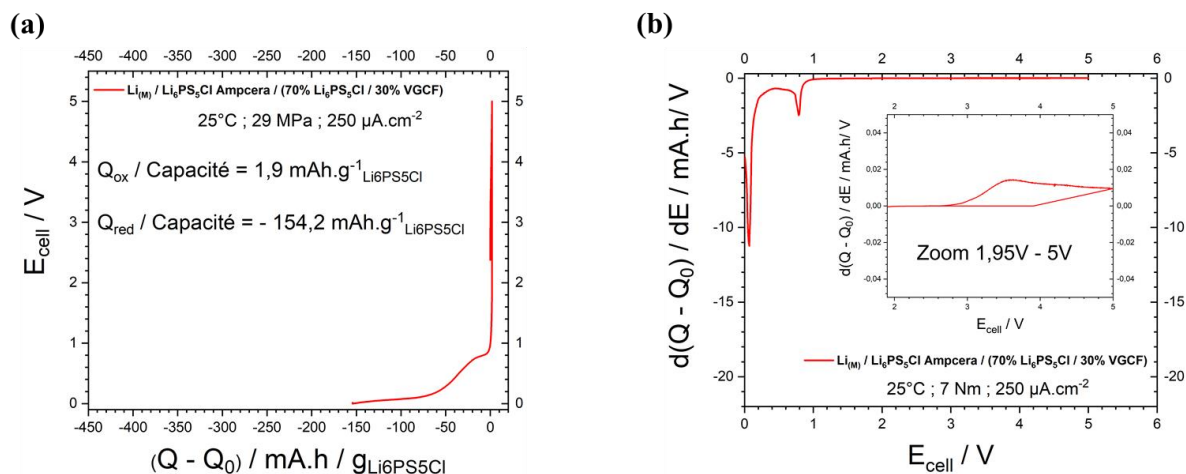 (a)
-450 -400 -350 -300 -250 -200 -150 -100 -50 0
Li(M) / Li6PS5Cl Ampcera / (70% Li6PS5Cl / 30% VGCF)
25°C ; 29 MPa ; 250 µA.cm-2
Qox / Capacité = 1,9 mAh.g-1Li6PS5Cl
Qred / Capacité = - 154,2 mAh.g-1Li6PS5Cl
Ecell / V
5
4
3
2
1
0
5
4
3
2
1
0
-450 -400 -350 -300 -250 -200 -150 -100 -50 0
(Q - Q0) / mA.h / gLi6PS5Cl
(b)
0 1 2 3 4 5 6
d(Q - Q0) / dE / mA.h/ V
0
-5
-10
-15
-20
0
-5
-10
-15
-20
2 3 4 5
d(Q - Q0) / dE / mA.h/ V
0,04
0,02
0,00
-0,02
-0,04
0,04
0,02
0,00
-0,02
-0,04
Zoom 1,95V - 5V
2 3 4 5
Ecell / V
Li(M) / Li6PS5Cl Ampcera / (70% Li6PS5Cl / 30% VGCF)
25°C ; 7 Nm ; 250 µA.cm-2
0 1 2 3 4 5 6
Ecell / V